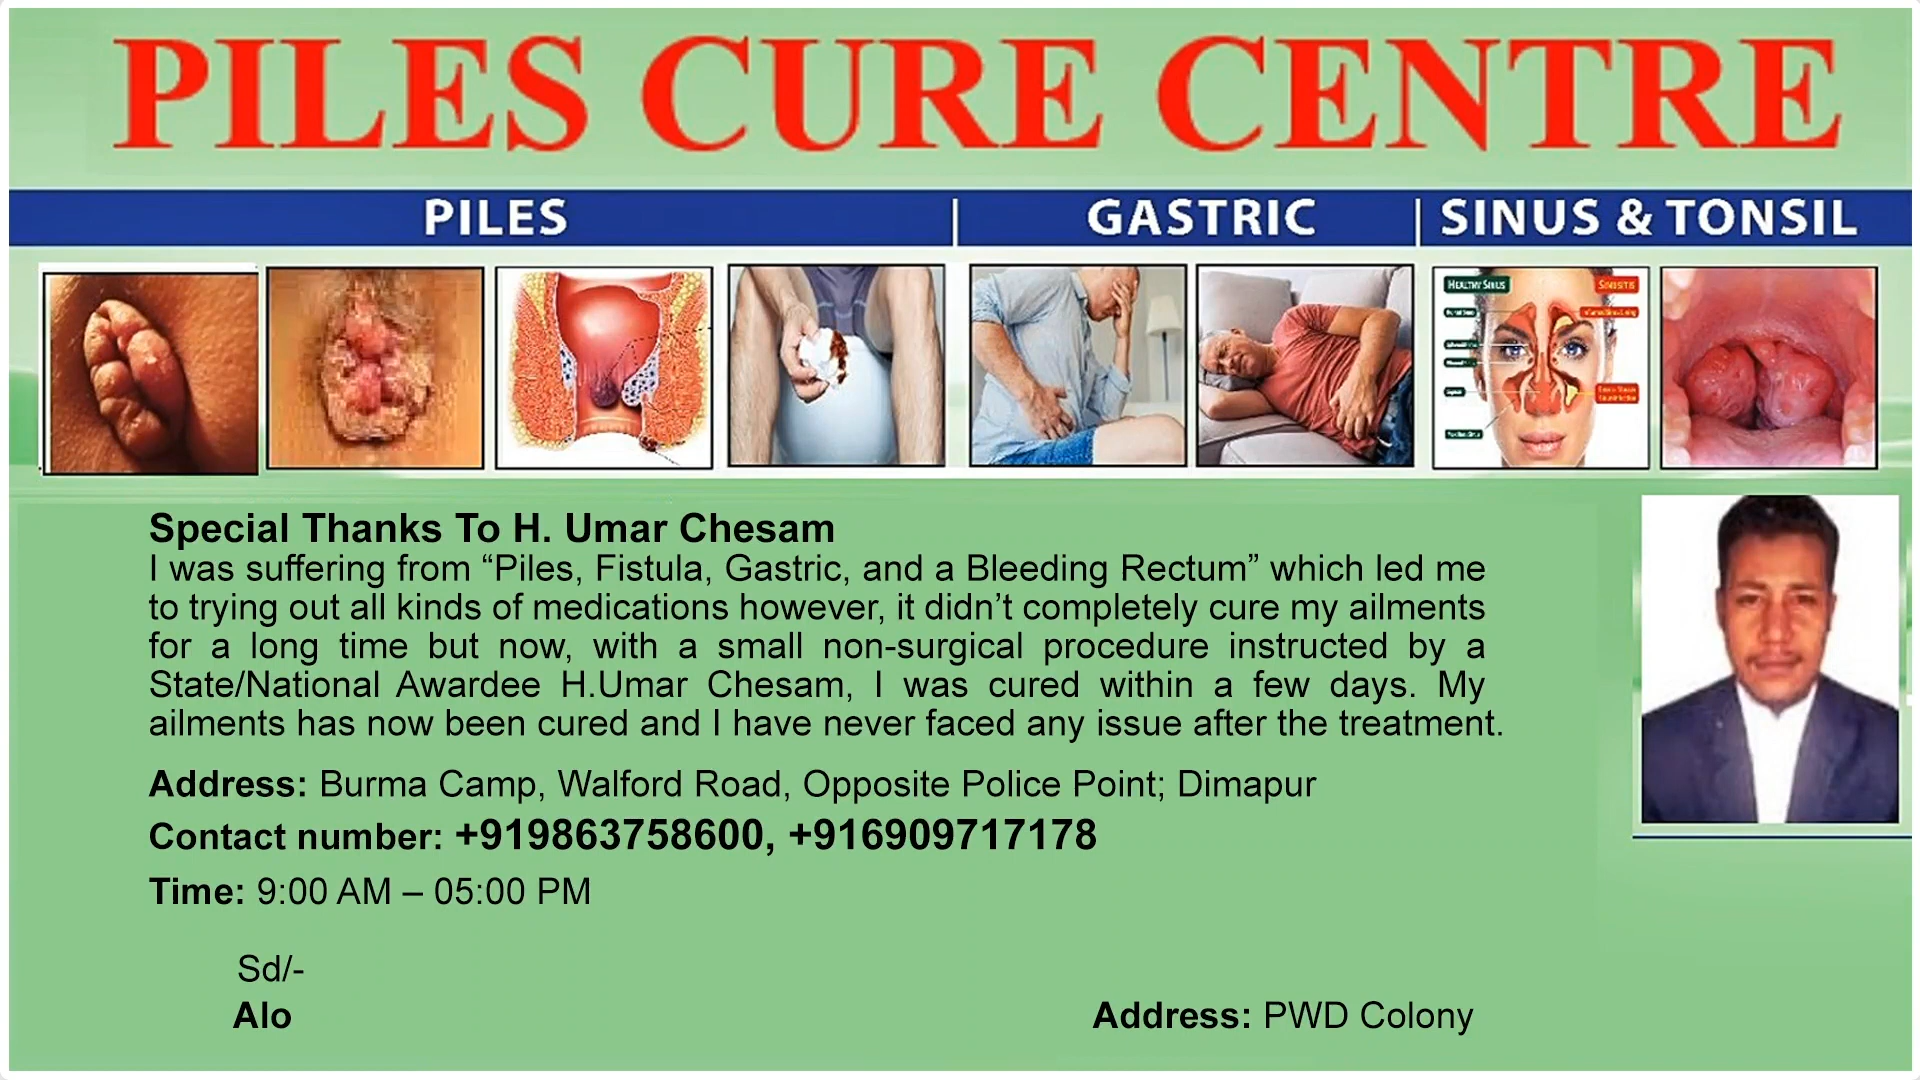 PILES CURE CENTRE
PILES | GASTRIC | SINUS & TONSIL
HEALTHY SINUS SINUSITIS
Special Thanks To H. Umar Chesam
I was suffering from “Piles, Fistula, Gastric, and a Bleeding Rectum” which led me
to trying out all kinds of medications however, it didn’t completely cure my ailments
for a long time but now, with a small non-surgical procedure instructed by a
State/National Awardee H.Umar Chesam, I was cured within a few days. My
ailments has now been cured and I have never faced any issue after the treatment.
Address: Burma Camp, Walford Road, Opposite Police Point; Dimapur
Contact number: +919863758600, +916909717178
Time: 9:00 AM – 05:00 PM
Sd/-
Alo
Address: PWD Colony